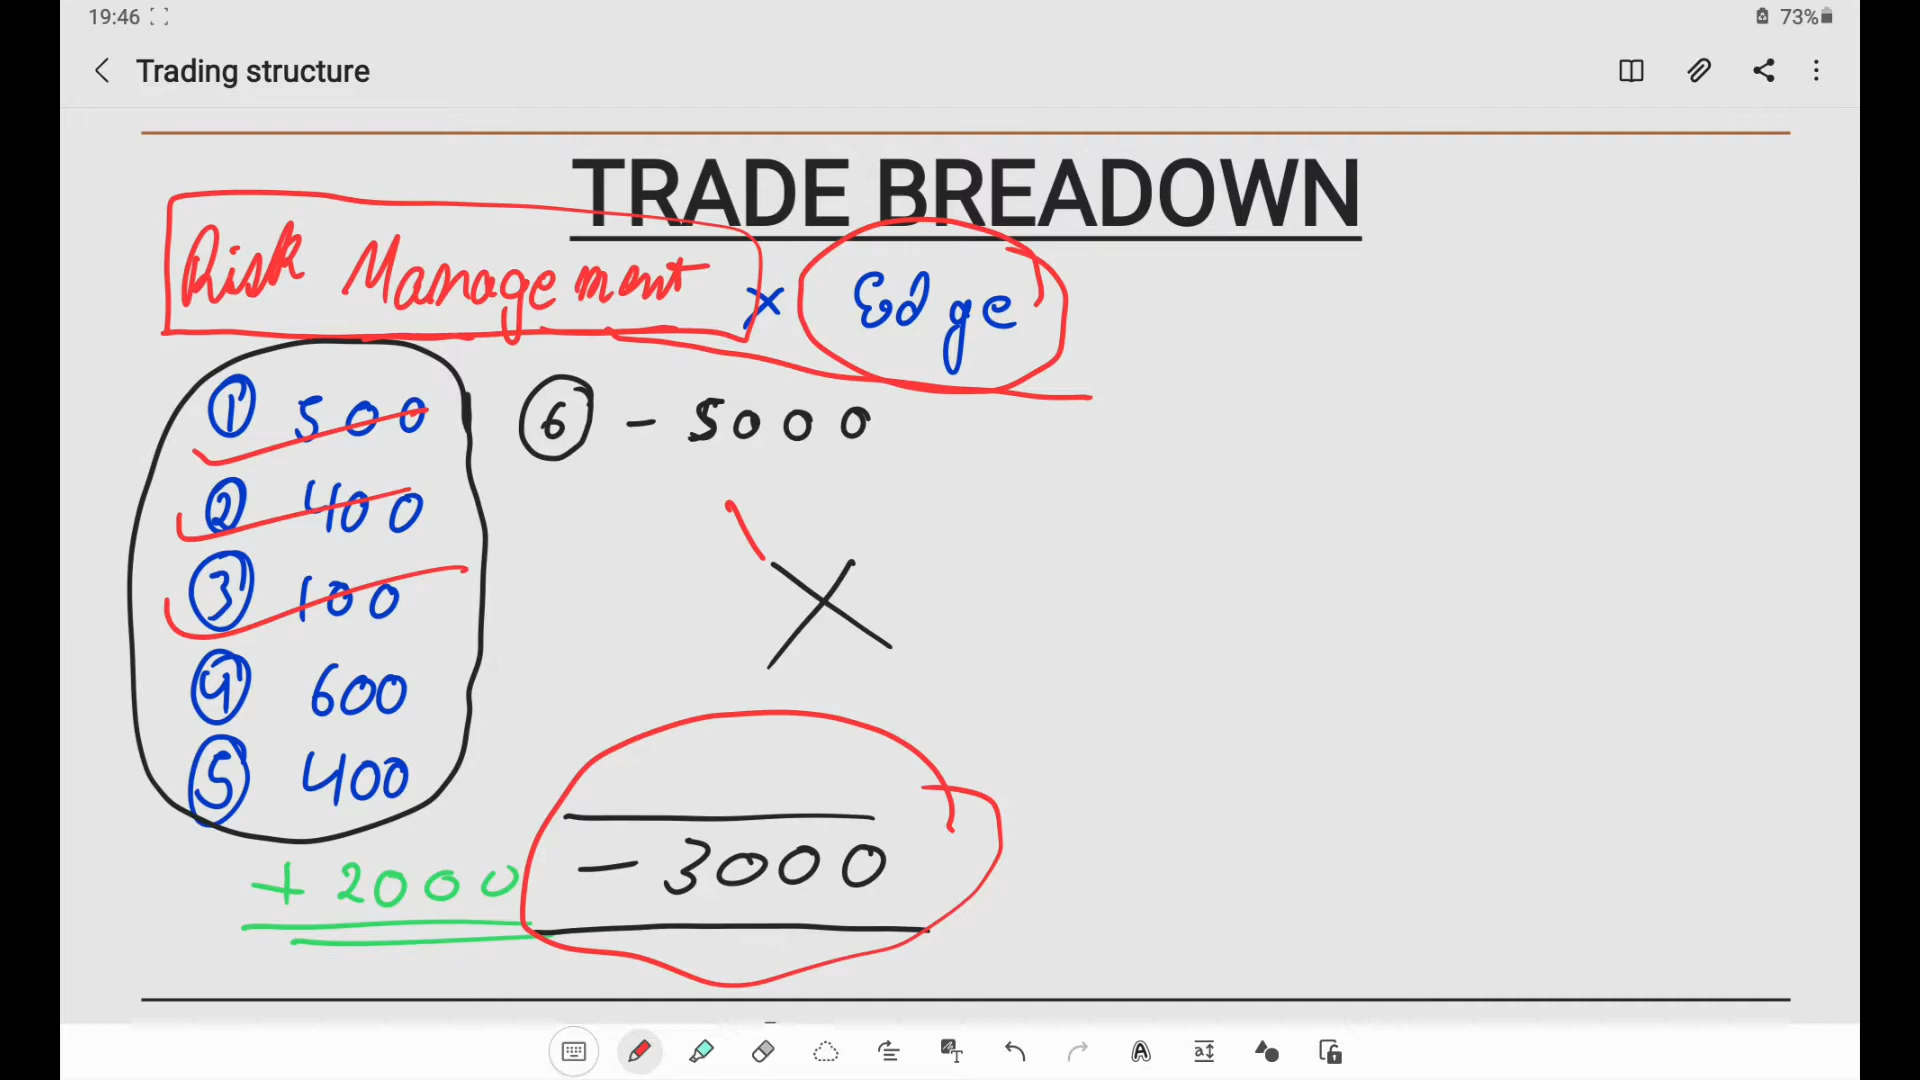 19:46
73%
Trading structure
TRADE BREADOWN
Risk Management × Edge
① 500
⑥ - 5000
② 400
③ 100
④ 600
⑤ 400
+ 2000
- 3000